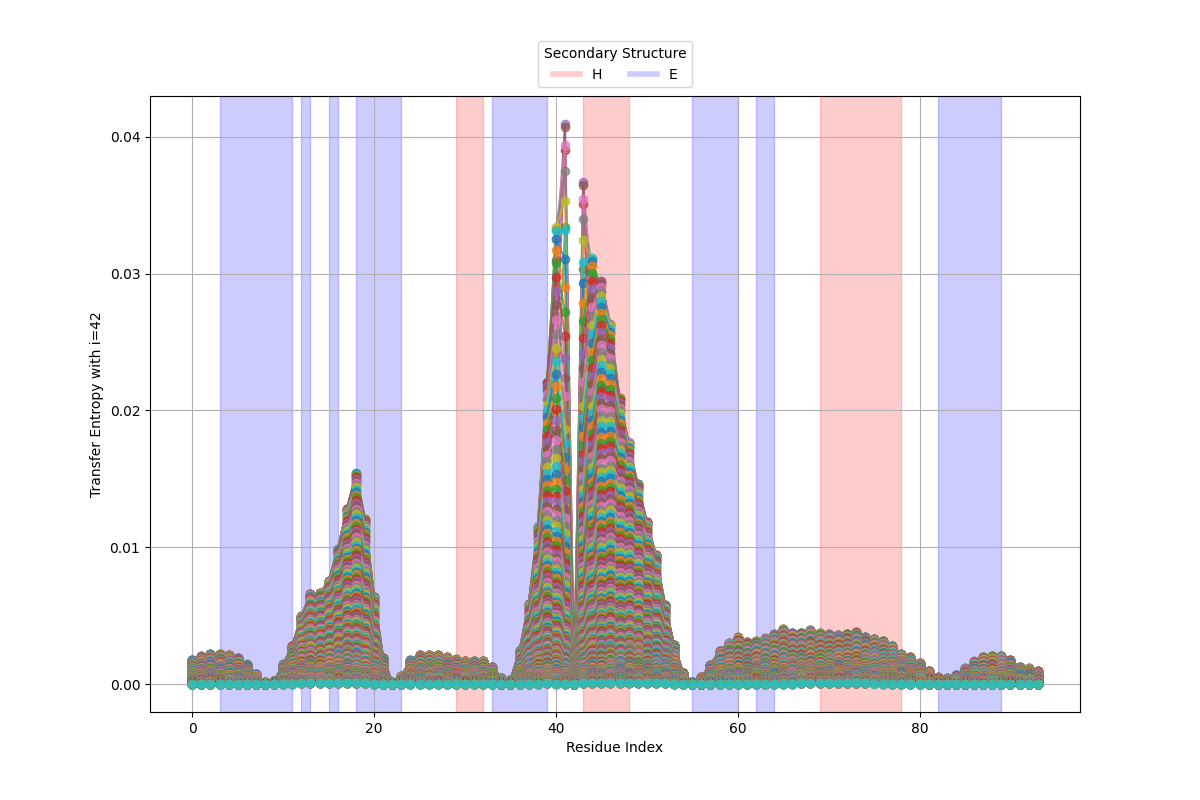 Secondary Structure
H E
0.04
0.03
0.02
0.01
0.00
Transfer Entropy with i=42
0 20 40 60 80
Residue Index